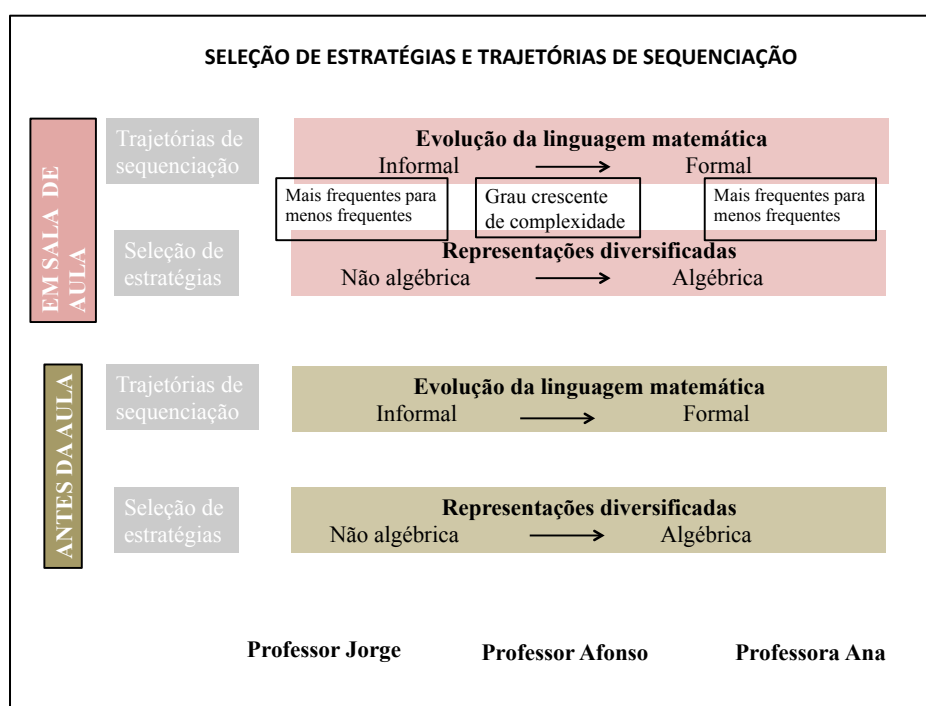 SELEÇÃO DE ESTRATÉGIAS E TRAJETÓRIAS DE SEQUENCIAÇÃO
EM SALA DE
AULA
Trajetórias de
sequenciação
Evolução da linguagem matemática
Informal Formal
Mais frequentes para
menos frequentes
Grau crescente
de complexidade
Mais frequentes para
menos frequentes
Seleção de
estratégias
Representações diversificadas
Não algébrica Algébrica
ANTES DA AULA
Trajetórias de
sequenciação
Evolução da linguagem matemática
Informal Formal
Seleção de
estratégias
Representações diversificadas
Não algébrica Algébrica
Professor Jorge Professor Afonso Professora Ana